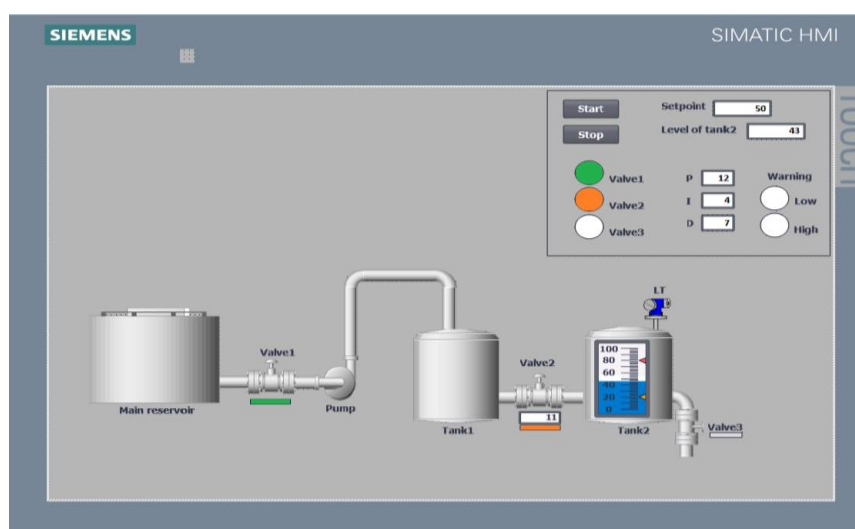 SIEMENS
SIMATIC HMI
TOUCH
Start
Setpoint 50
Stop
Level of tank2 43
Valve1
P 12
Warning
Valve2
I 4
Low
Valve3
D 7
High
LT
Valve1
Valve2
100
80
60
40
20
0
Main reservoir
Pump
11
Tank1
Tank2
Valve3